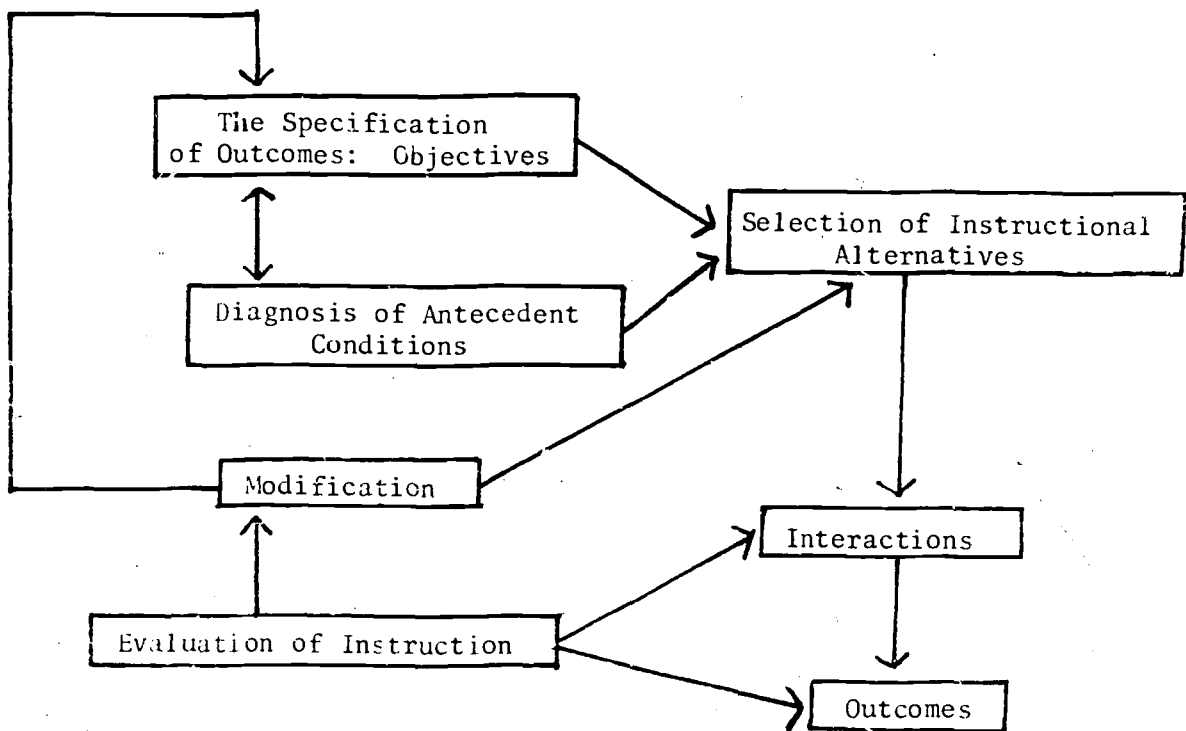 The Specification
of Outcomes: Objectives
Selection of Instructional
Alternatives
Diagnosis of Antecedent
Conditions
Modification
Interactions
Evaluation of Instruction
Outcomes